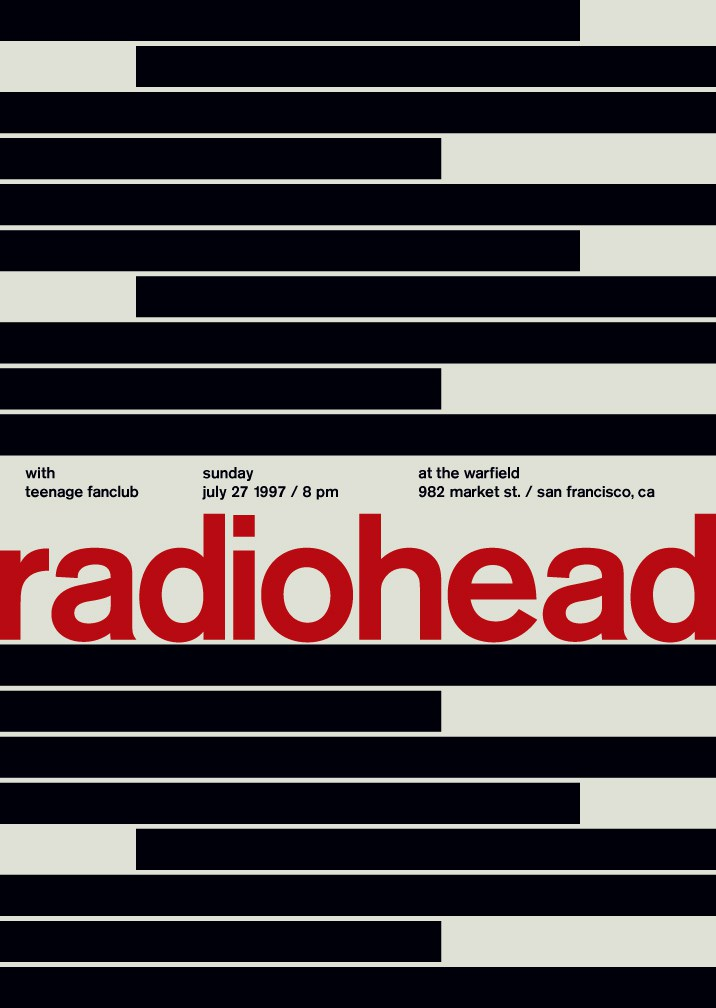 with
teenage fanclub
sunday
july 27 1997 / 8 pm
at the warfield
982 market st. / san francisco, ca
radiohead